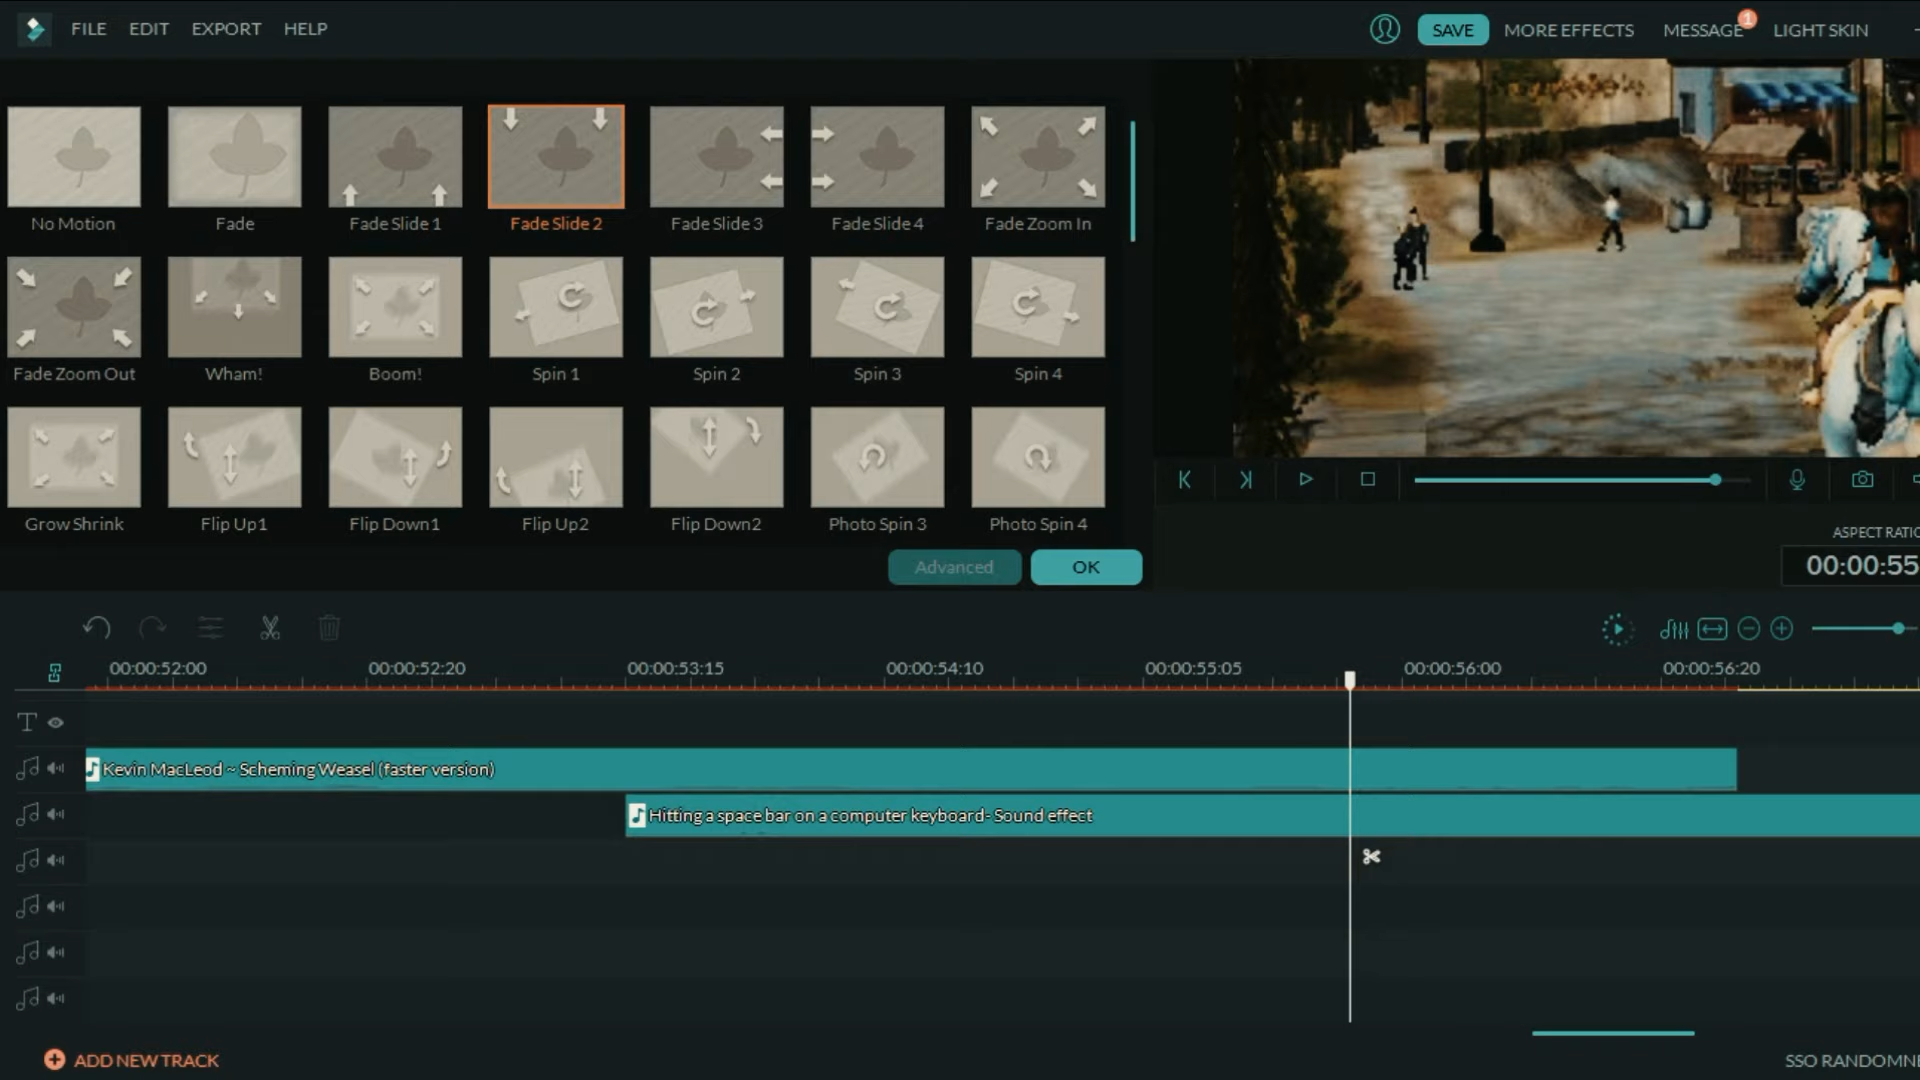 FILE EDIT EXPORT HELP SAVE MORE EFFECTS MESSAGE 1 LIGHT SKIN
No Motion Fade Fade Slide 1 Fade Slide 2 Fade Slide 3 Fade Slide 4 Fade Zoom In
Fade Zoom Out Wham! Boom! Spin 1 Spin 2 Spin 3 Spin 4
Grow Shrink Flip Up1 Flip Down1 Flip Up2 Flip Down2 Photo Spin 3 Photo Spin 4
ASPECT RATIO
Advanced OK
00:00:55
00:00:52:00 00:00:52:20 00:00:53:15 00:00:54:10 00:00:55:05 00:00:56:00 00:00:56:20
T
Kevin MacLeod ~ Scheming Weasel (faster version)
Hitting a space bar on a computer keyboard- Sound effect
ADD NEW TRACK
SSO RANDOMNE